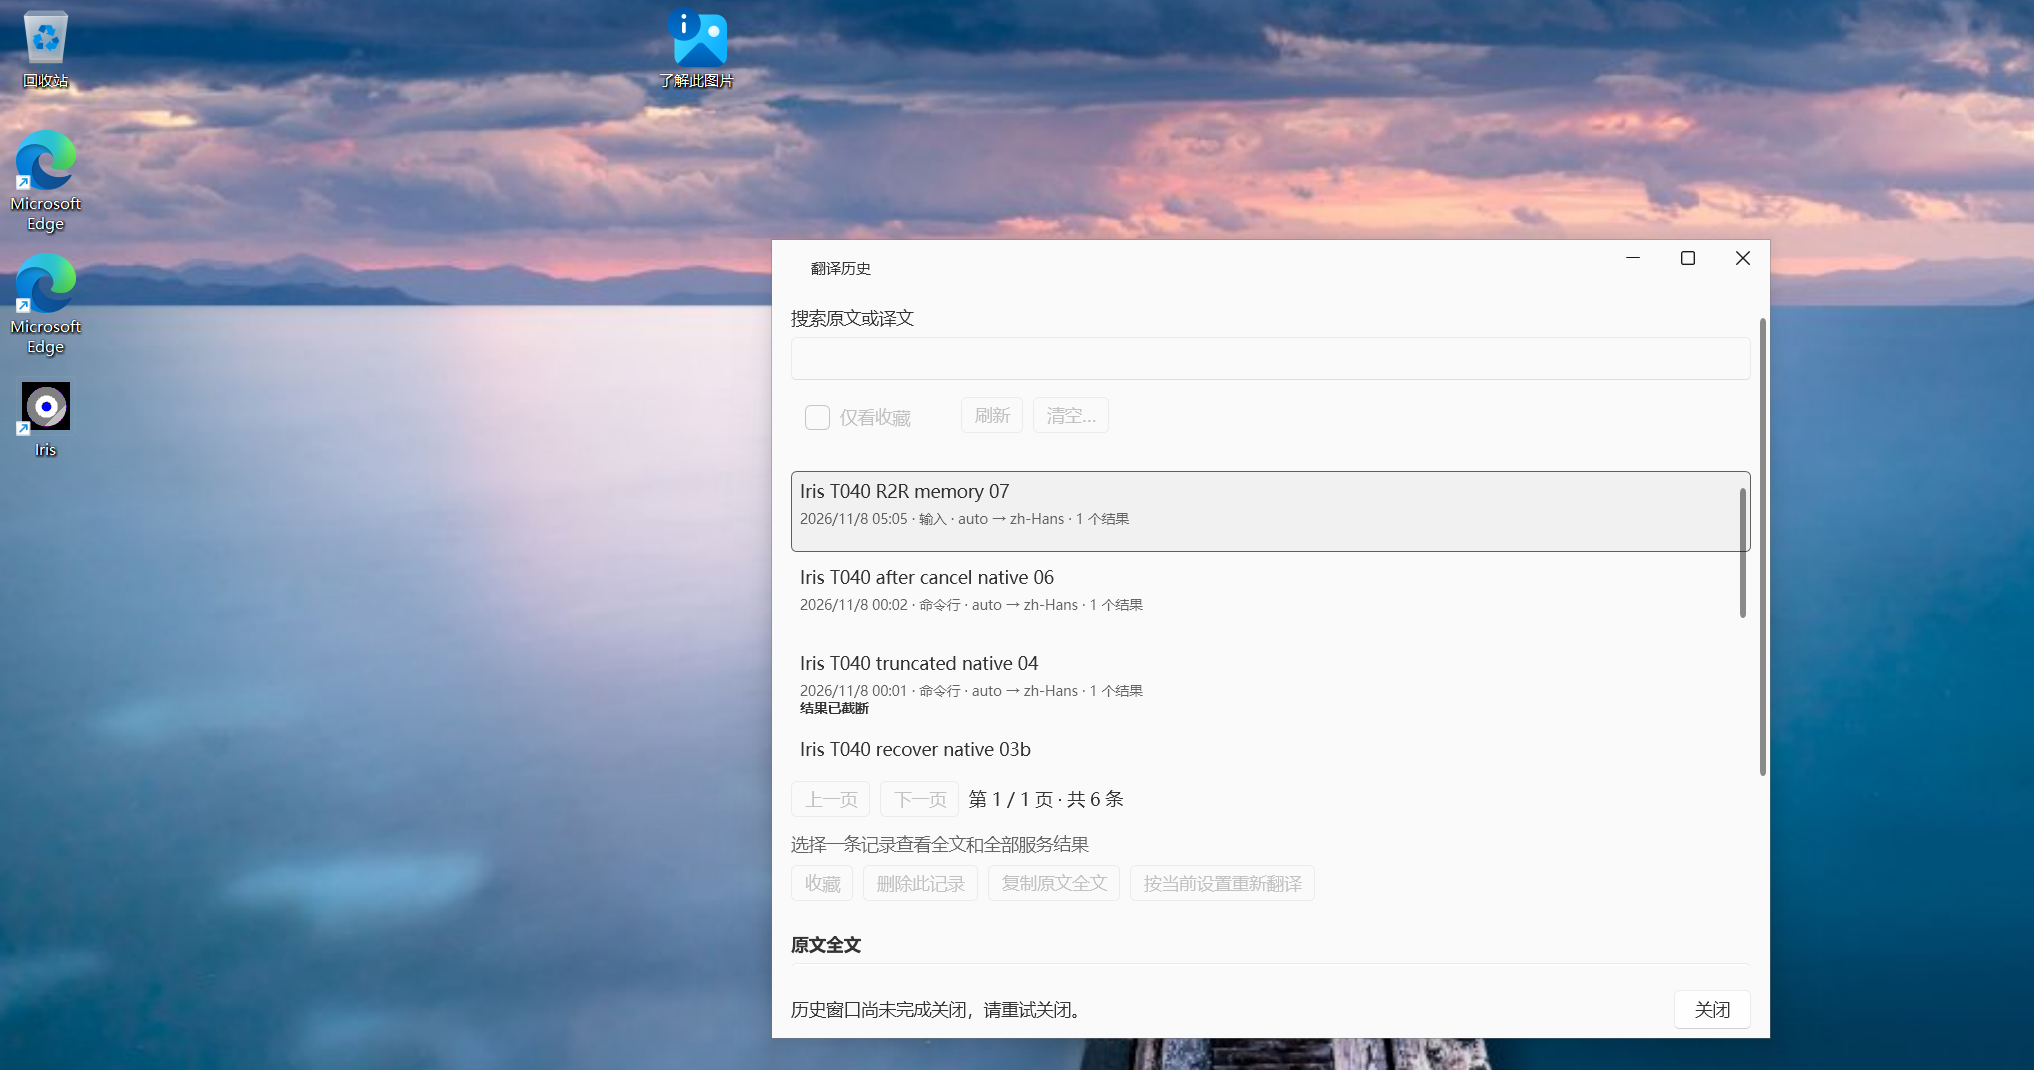 回收站
了解此图片
Microsoft
Edge
Microsoft
Edge
Iris
翻译历史
搜索原文或译文
仅看收藏
刷新
清空...
Iris T040 R2R memory 07
2026/11/8 05:05 · 输入 · auto → zh-Hans · 1 个结果
Iris T040 after cancel native 06
2026/11/8 00:02 · 命令行 · auto → zh-Hans · 1 个结果
Iris T040 truncated native 04
2026/11/8 00:01 · 命令行 · auto → zh-Hans · 1 个结果
结果已截断
Iris T040 recover native 03b
上一页
下一页
第 1 / 1 页 · 共 6 条
选择一条记录查看全文和全部服务结果
收藏
删除此记录
复制原文全文
按当前设置重新翻译
原文全文
历史窗口尚未完成关闭，请重试关闭。
关闭